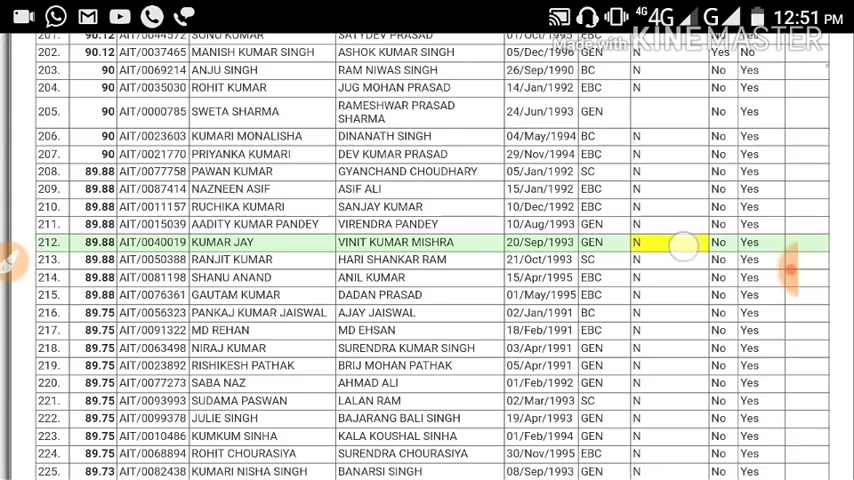 4G 4G G 12:51 PM
Made with KINEMASTER
201. 90.12 AIT/0044572 SONU KUMAR SATYDEV PRASAD 01/Oct/1995 EBC N No Yes
202. 90.12 AIT/0037465 MANISH KUMAR SINGH ASHOK KUMAR SINGH 05/Dec/1996 GEN N Yes No
203. 90 AIT/0069214 ANJU SINGH RAM NIWAS SINGH 26/Sep/1990 BC N No Yes
204. 90 AIT/0035030 ROHIT KUMAR JUG MOHAN PRASAD 14/Jan/1992 EBC N No Yes
205. 90 AIT/0000785 SWETA SHARMA RAMESHWAR PRASAD SHARMA 24/Jun/1993 GEN No Yes
206. 90 AIT/0023603 KUMARI MONALISHA DINANATH SINGH 04/May/1994 BC N No Yes
207. 90 AIT/0021770 PRIYANKA KUMARI DEV KUMAR PRASAD 29/Nov/1994 EBC N No Yes
208. 89.88 AIT/0077758 PAWAN KUMAR GYANCHAND CHOUDHARY 05/Jan/1992 SC N No Yes
209. 89.88 AIT/0087414 NAZNEEN ASIF ASIF ALI 15/Jan/1992 EBC N No Yes
210. 89.88 AIT/0011157 RUCHIKA KUMARI SANJAY KUMAR 10/Dec/1992 EBC N No Yes
211. 89.88 AIT/0015039 AADITY KUMAR PANDEY VIRENDRA PANDEY 10/Aug/1993 GEN N No Yes
212. 89.88 AIT/0040019 KUMAR JAY VINIT KUMAR MISHRA 20/Sep/1993 GEN N No Yes
213. 89.88 AIT/0050388 RANJIT KUMAR HARI SHANKAR RAM 21/Oct/1993 SC N No Yes
214. 89.88 AIT/0081198 SHANU ANAND ANIL KUMAR 15/Apr/1995 EBC N No Yes
215. 89.88 AIT/0076361 GAUTAM KUMAR DADAN PRASAD 01/May/1995 EBC N No Yes
216. 89.75 AIT/0056323 PANKAJ KUMAR JAISWAL AJAY JAISWAL 02/Jan/1991 BC N No Yes
217. 89.75 AIT/0091322 MD REHAN MD EHSAN 18/Feb/1991 EBC N No Yes
218. 89.75 AIT/0063498 NIRAJ KUMAR SURENDRA KUMAR SINGH 03/Apr/1991 GEN N No Yes
219. 89.75 AIT/0023892 RISHIKESH PATHAK BRIJ MOHAN PATHAK 05/Apr/1991 GEN N No Yes
220. 89.75 AIT/0077273 SABA NAZ AHMAD ALI 01/Feb/1992 GEN N No Yes
221. 89.75 AIT/0093993 SUDAMA PASWAN LALAN RAM 02/Mar/1993 SC N No Yes
222. 89.75 AIT/0099378 JULIE SINGH BAJARANG BALI SINGH 19/Apr/1993 GEN N No Yes
223. 89.75 AIT/0010486 KUMKUM SINHA KALA KOUSHAL SINHA 01/Feb/1994 GEN N No Yes
224. 89.75 AIT/0068894 ROHIT CHOURASIYA SURENDRA CHOURASIYA 30/Nov/1995 EBC N No Yes
225. 89.73 AIT/0082438 KUMARI NISHA SINGH BANARSI SINGH 08/Sep/1993 GEN N No Yes